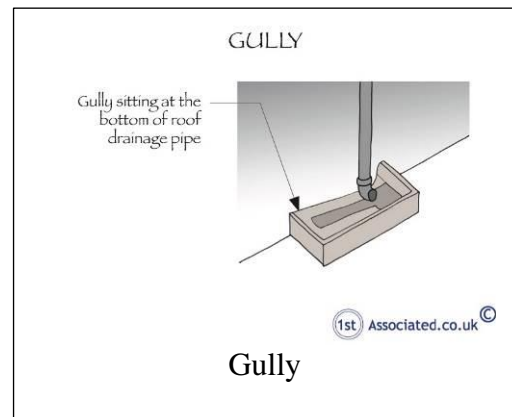 GULLY
Gully sitting at the
bottom of roof
drainage pipe
1st Associated.co.uk ©
Gully